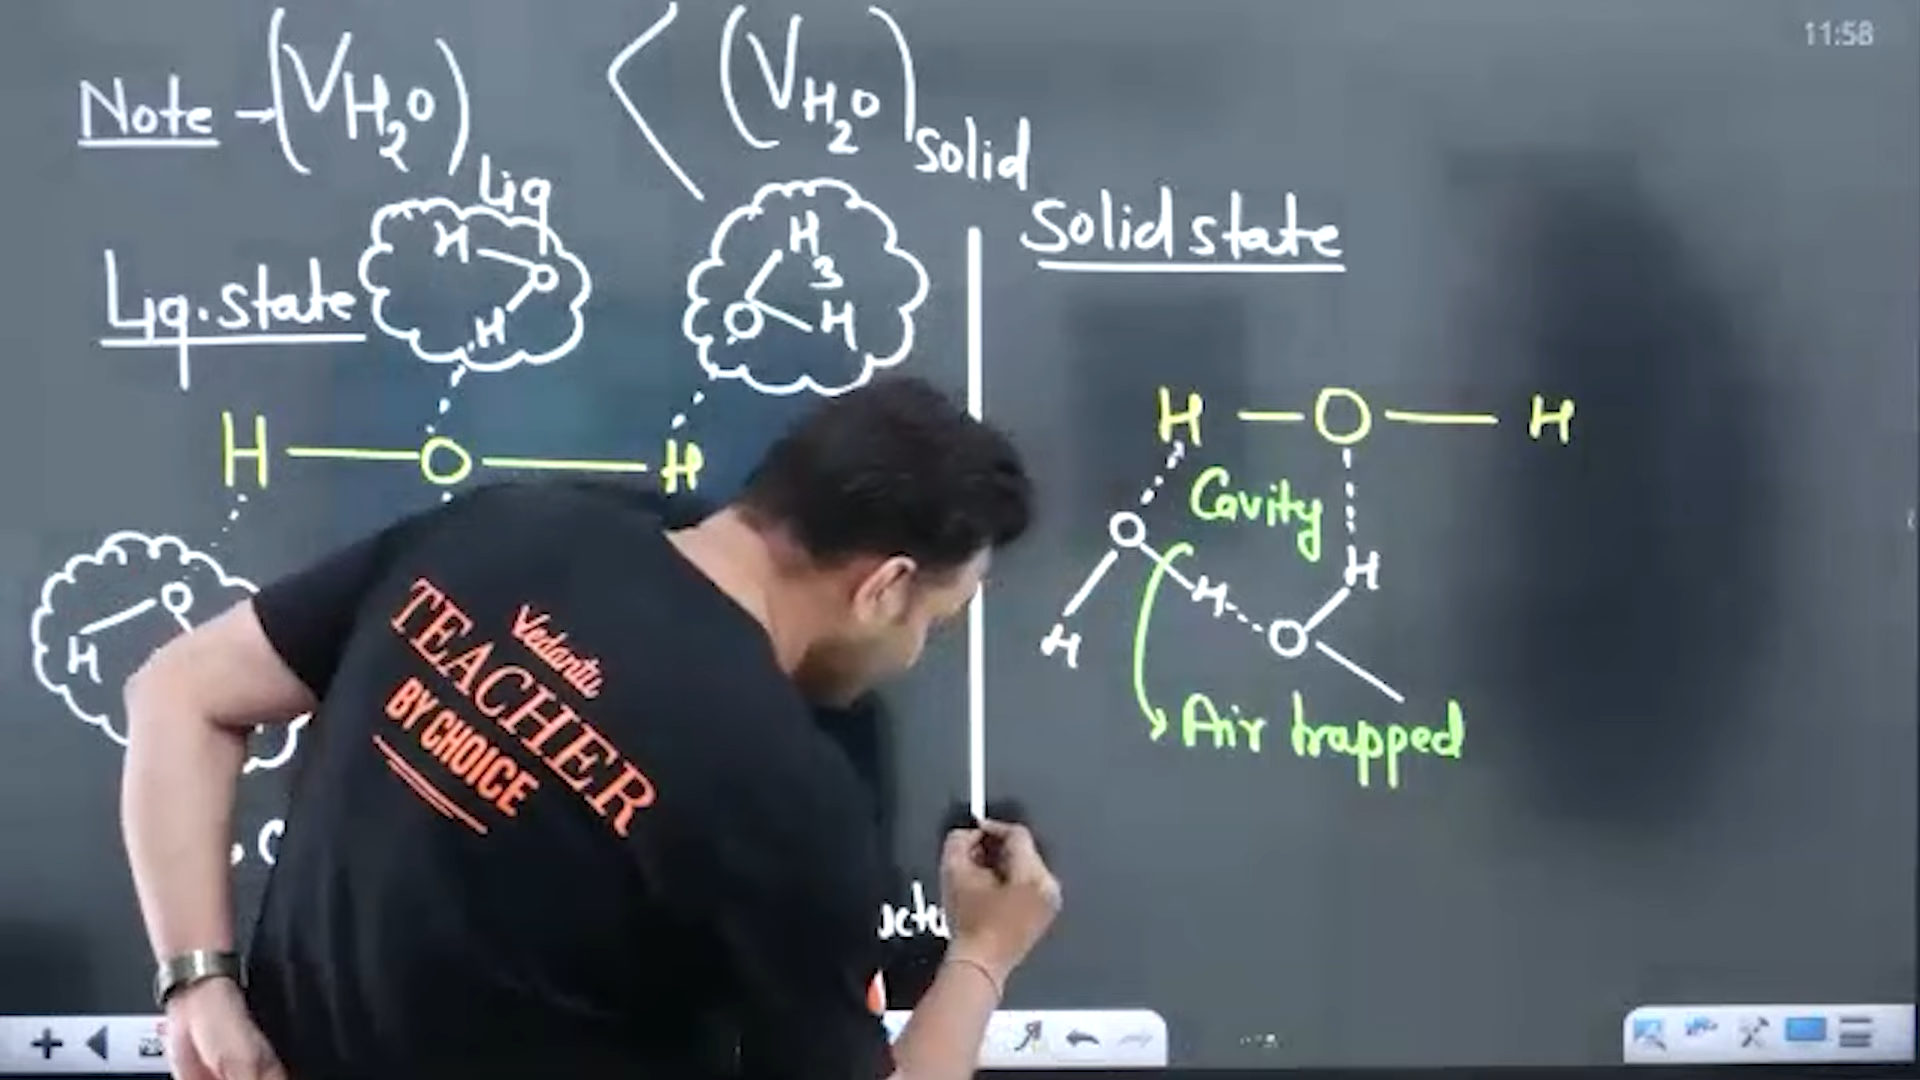 11:58
Note → (VH2O) Liq < (VH2O) Solid
Liq. state
H O H
H 3 O H
H — O — H
H O
Solid state
H — O — H
Cavity
O H H
H O
Air trapped
Vedantu
TEACHER
BY CHOICE